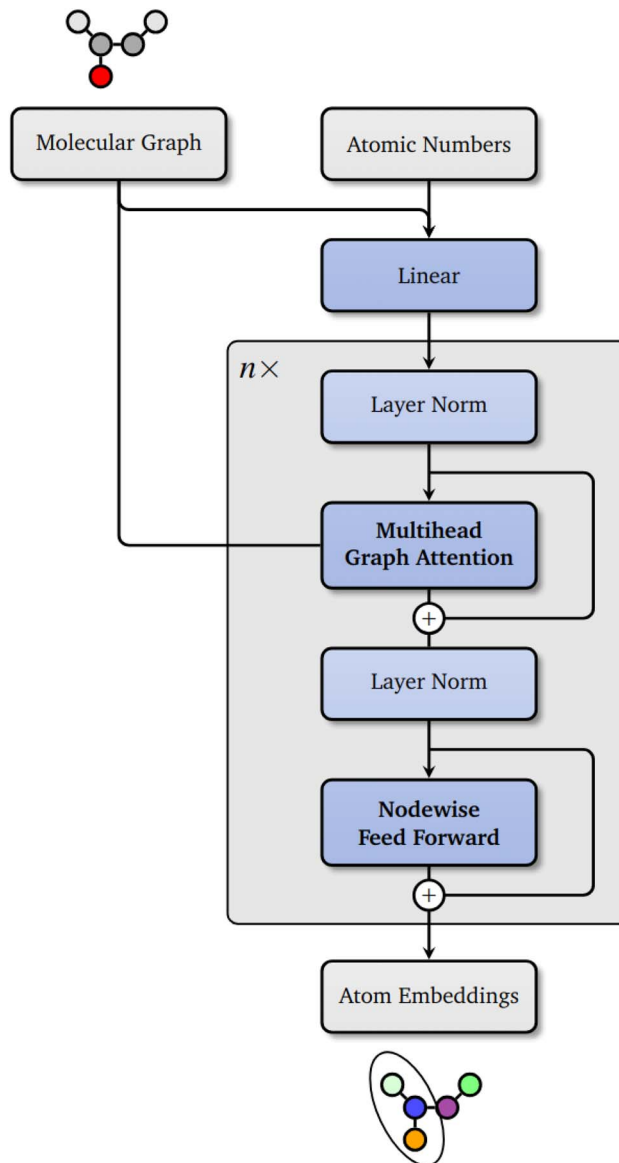 Molecular Graph
Atomic Numbers
Linear
n×
Layer Norm
Multihead
Graph Attention
+
Layer Norm
Nodewise
Feed Forward
+
Atom Embeddings